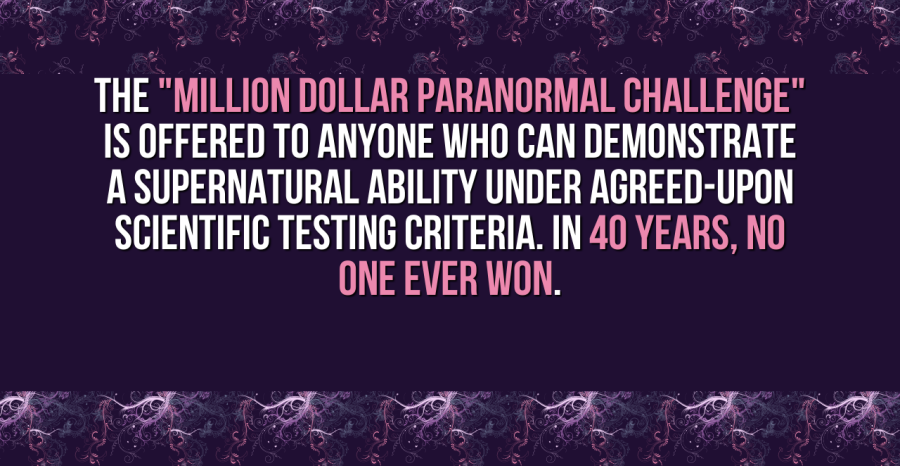 THE "MILLION DOLLAR PARANORMAL CHALLENGE"
IS OFFERED TO ANYONE WHO CAN DEMONSTRATE
A SUPERNATURAL ABILITY UNDER AGREED-UPON
SCIENTIFIC TESTING CRITERIA. IN 40 YEARS, NO
ONE EVER WON.